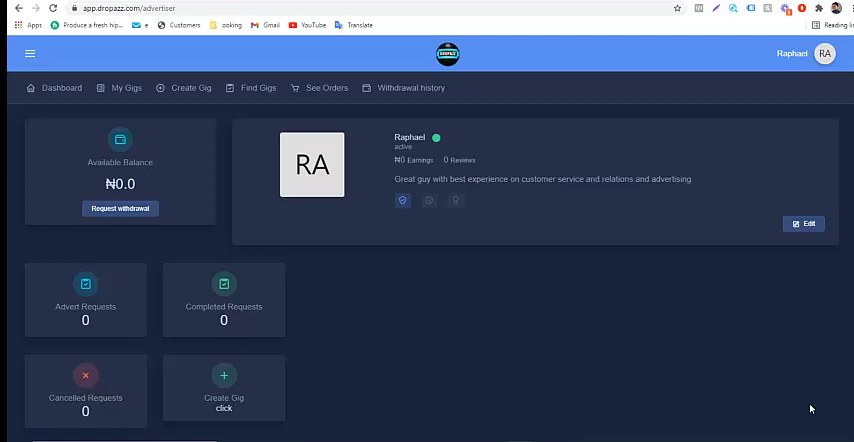 app.dropazz.com/advertiser
Apps Produce a fresh hip... e Customers ooking Gmail YouTube Translate Reading lis
DROPAZZ
Raphael RA
Dashboard My Gigs Create Gig Find Gigs See Orders Withdrawal history
Available Balance
₦0.0
Request withdrawal
RA
Raphael
active
₦0 Earnings 0 Reviews
Great guy with best experience on customer service and relations and advertising
Edit
Advert Requests
0
Completed Requests
0
Cancelled Requests
0
Create Gig
click